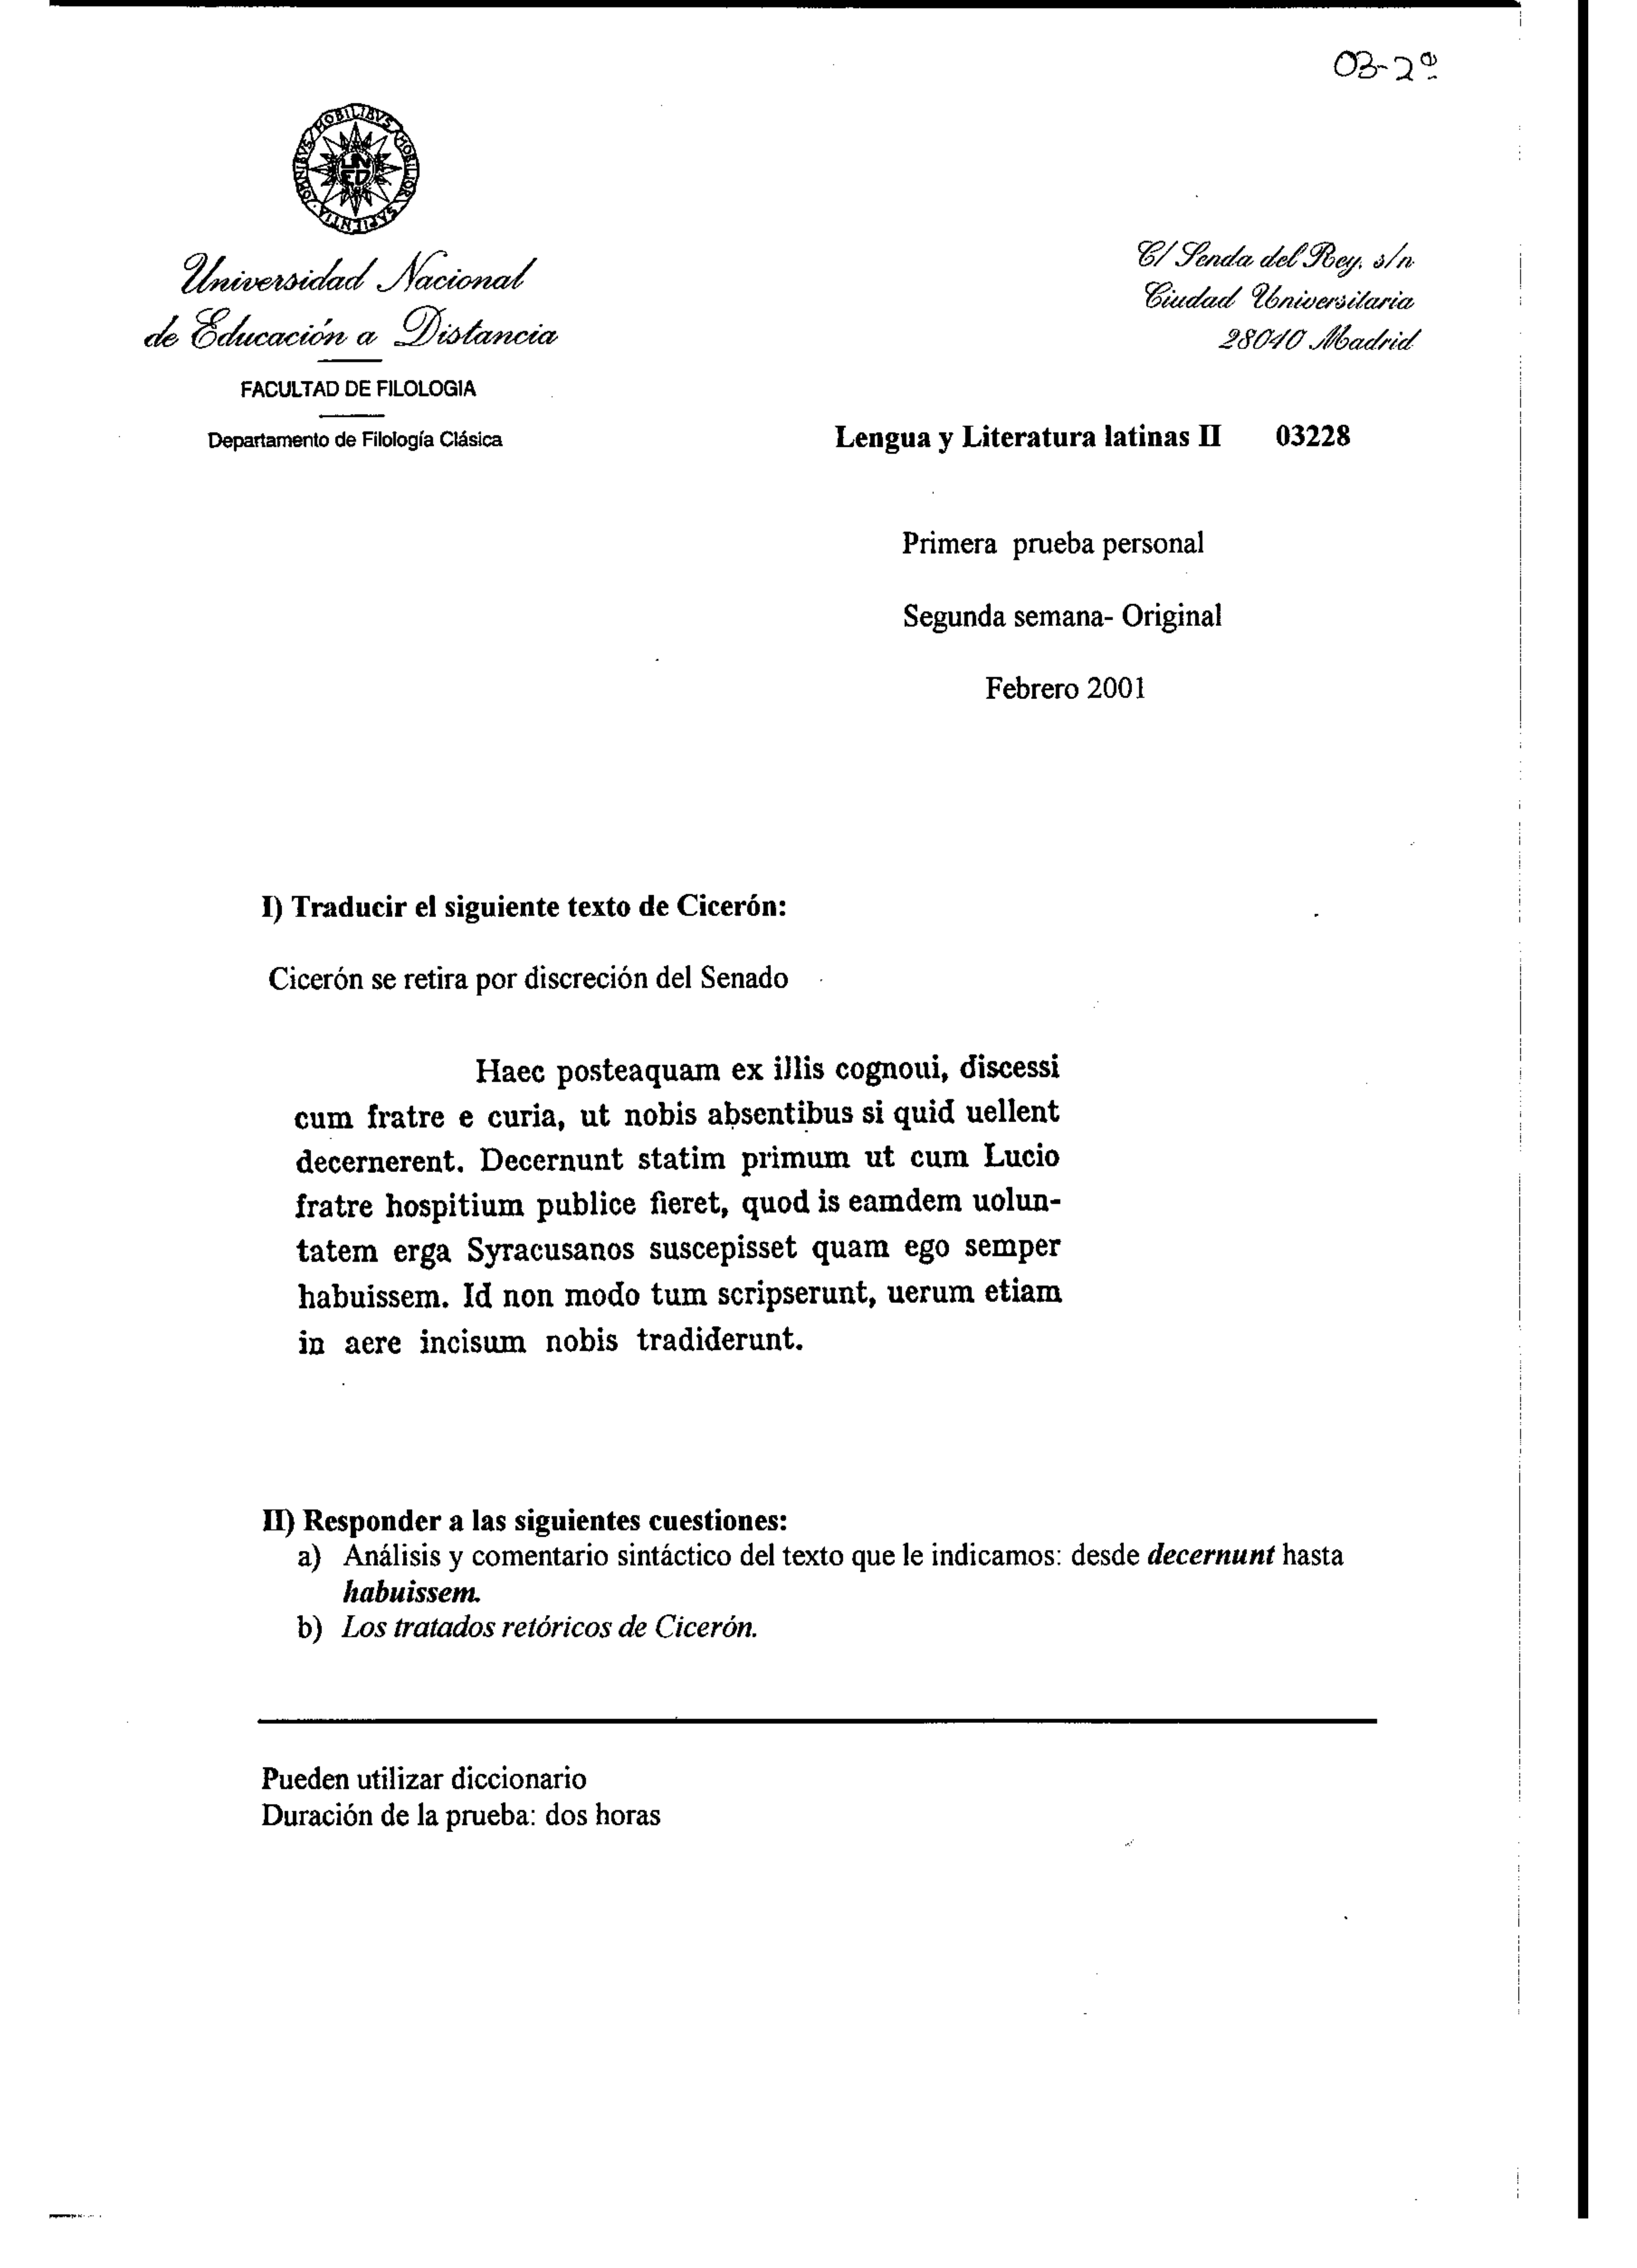 03-2ª
OMNIBVS MOBILIBVS MOBILIOR SAPIENTIA
UN
ED
Universidad Nacional
de Educación a Distancia
FACULTAD DE FILOLOGIA
Departamento de Filología Clásica
C/ Senda del Rey, s/n
Ciudad Universitaria
28040 Madrid
Lengua y Literatura latinas II 03228
Primera prueba personal
Segunda semana- Original
Febrero 2001
I) Traducir el siguiente texto de Cicerón:
Cicerón se retira por discreción del Senado
Haec posteaquam ex illis cognoui, discessi
cum fratre e curia, ut nobis absentibus si quid uellent
decernerent. Decernunt statim primum ut cum Lucio
fratre hospitium publice fieret, quod is eamdem uolun-
tatem erga Syracusanos suscepisset quam ego semper
habuissem. Id non modo tum scripserunt, uerum etiam
in aere incisum nobis tradiderunt.
II) Responder a las siguientes cuestiones:
a) Análisis y comentario sintáctico del texto que le indicamos: desde decernunt hasta
habuissem.
b) Los tratados retóricos de Cicerón.
Pueden utilizar diccionario
Duración de la prueba: dos horas